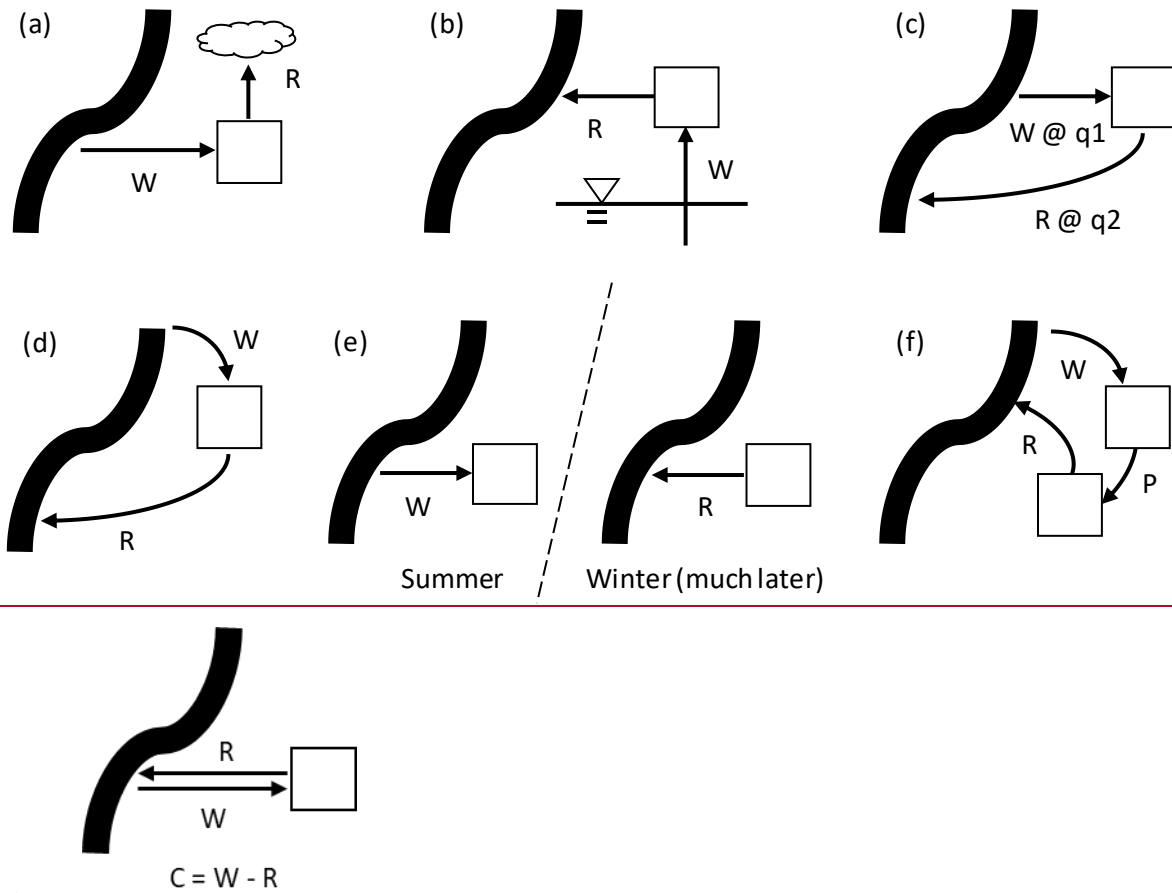 (a)
R
W
(b)
R
W
(c)
W @ q1
R @ q2
(d)
W
R
(e)
W
Summer
R
Winter (much later)
(f)
W
R
P
R
W
C = W - R